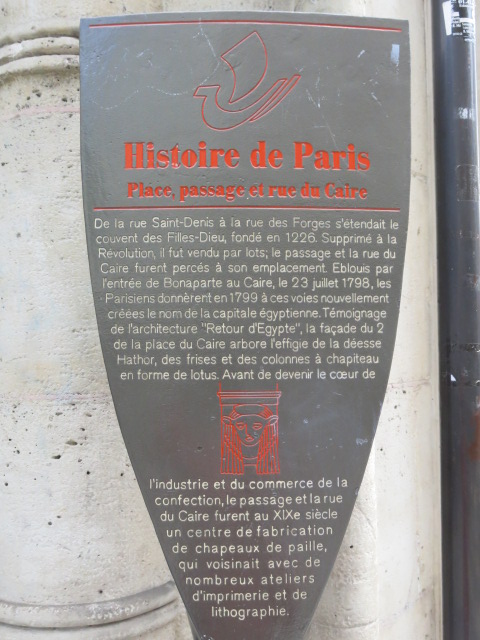 Histoire de Paris
Place, passage et rue du Caire
De la rue Saint-Denis à la rue des Forges s'étendait le
couvent des Filles-Dieu, fondé en 1226. Supprimé à la
Révolution, il fut vendu par lots; le passage et la rue du
Caire furent percés à son emplacement. Eblouis par
l'entrée de Bonaparte au Caire, le 23 juillet 1798, les
Parisiens donnèrent en 1799 à ces voies nouvellement
créées le nom de la capitale égyptienne. Témoignage
de l'architecture "Retour d'Egypte", la façade du 2
de la place du Caire arbore l'effigie de la déesse
Hathor, des frises et des colonnes à chapiteau
en forme de lotus. Avant de devenir le cœur de
l'industrie et du commerce de la
confection, le passage et la rue
du Caire furent au XIXe siècle
un centre de fabrication
de chapeaux de paille,
qui voisinait avec de
nombreux ateliers
d'imprimerie et de
lithographie.